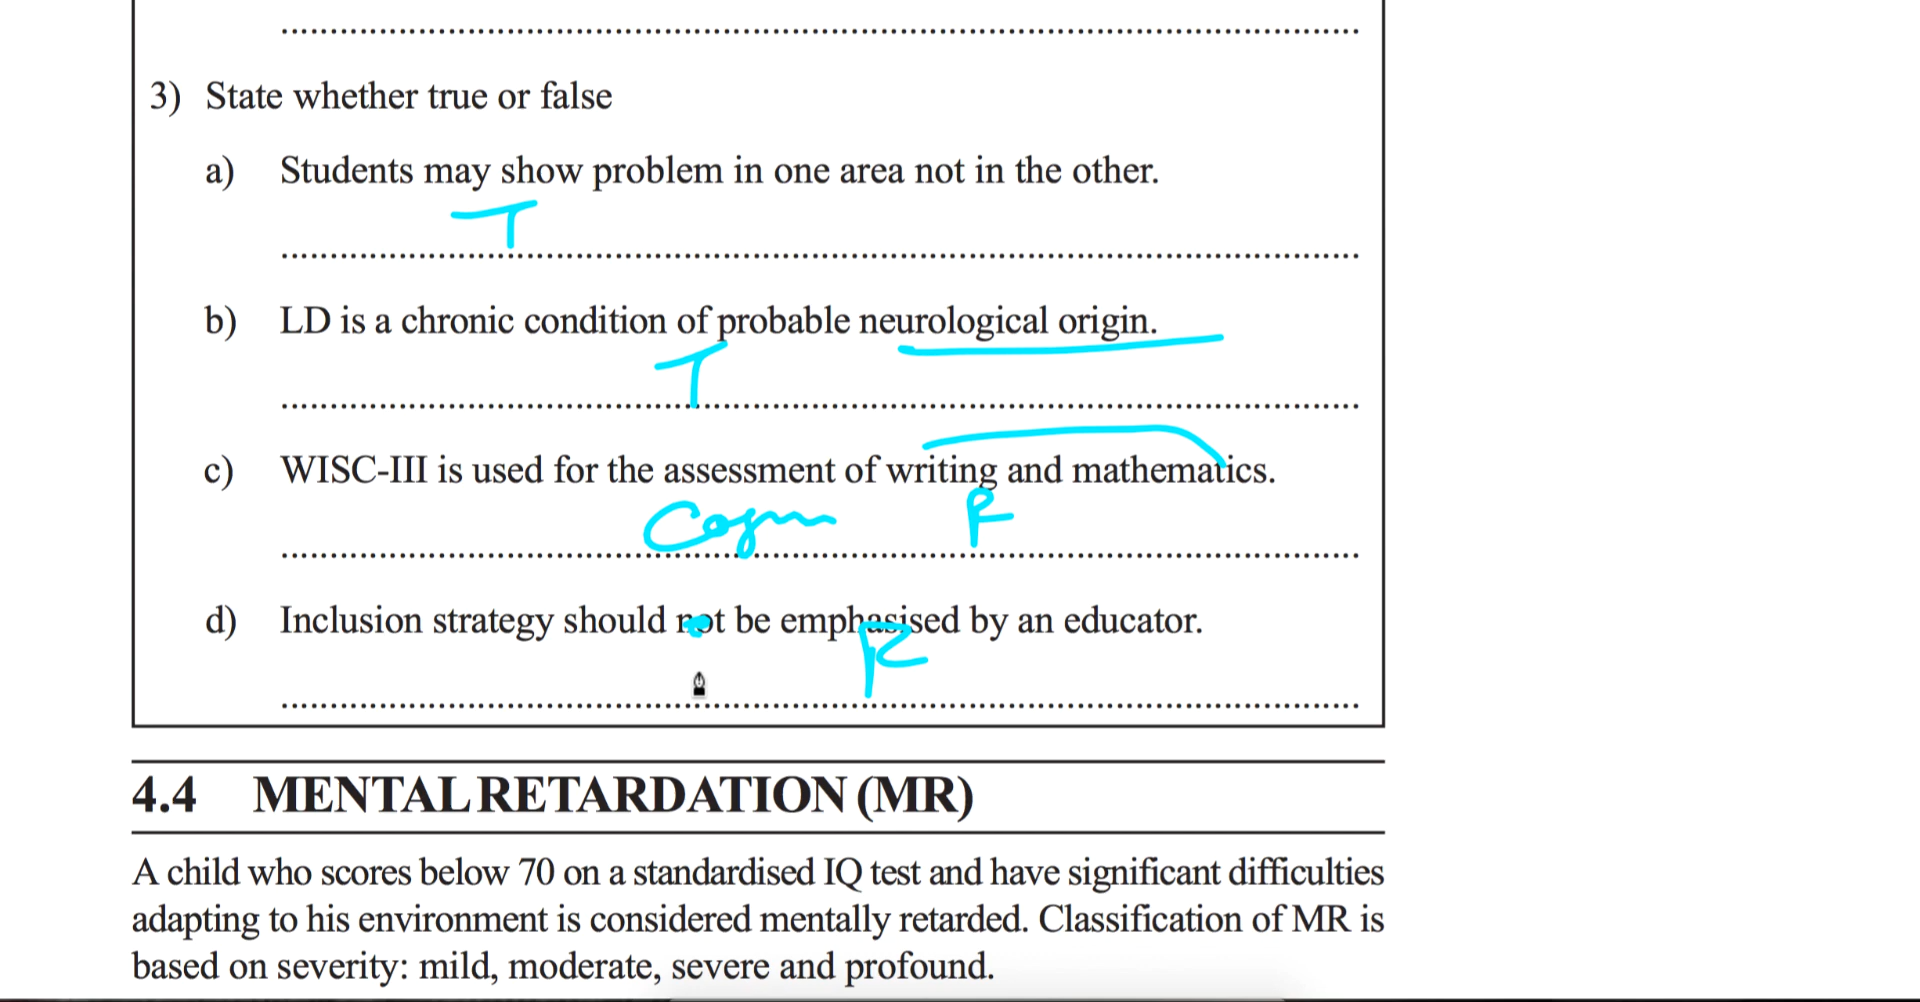 3) State whether true or false
a) Students may show problem in one area not in the other.
T
b) LD is a chronic condition of probable neurological origin.
T
c) WISC-III is used for the assessment of writing and mathematics.
Cogn F
d) Inclusion strategy should not be emphasised by an educator.
F
4.4 MENTAL RETARDATION (MR)
A child who scores below 70 on a standardised IQ test and have significant difficulties
adapting to his environment is considered mentally retarded. Classification of MR is
based on severity: mild, moderate, severe and profound.